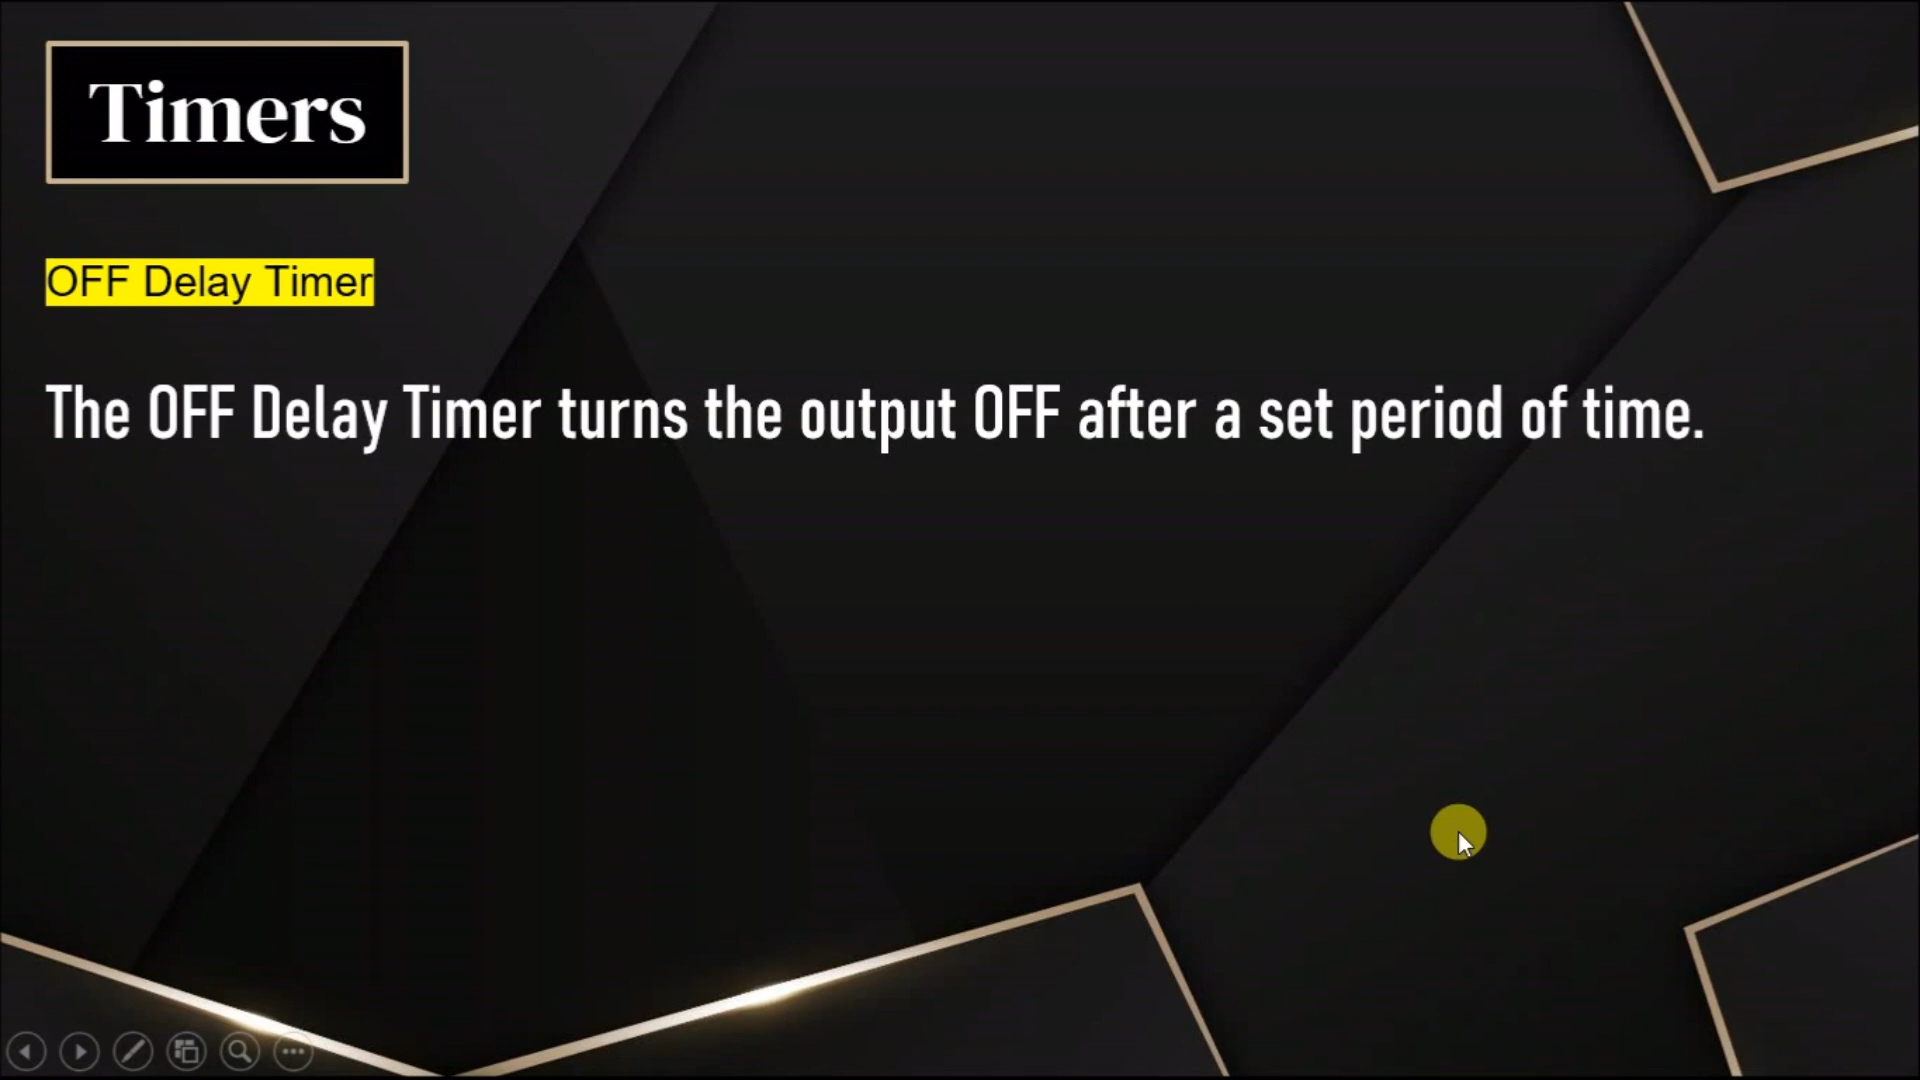 Timers
OFF Delay Timer
The OFF Delay Timer turns the output OFF after a set period of time.